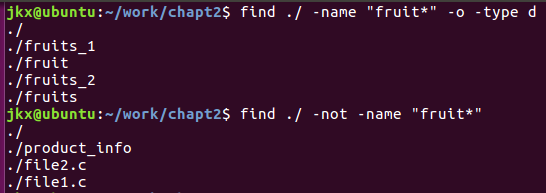 jkx@ubuntu:~/work/chapt2$ find ./ -name "fruit*" -o -type d
./
./fruits_1
./fruit
./fruits_2
./fruits
jkx@ubuntu:~/work/chapt2$ find ./ -not -name "fruit*"
./
./product_info
./file2.c
./file1.c